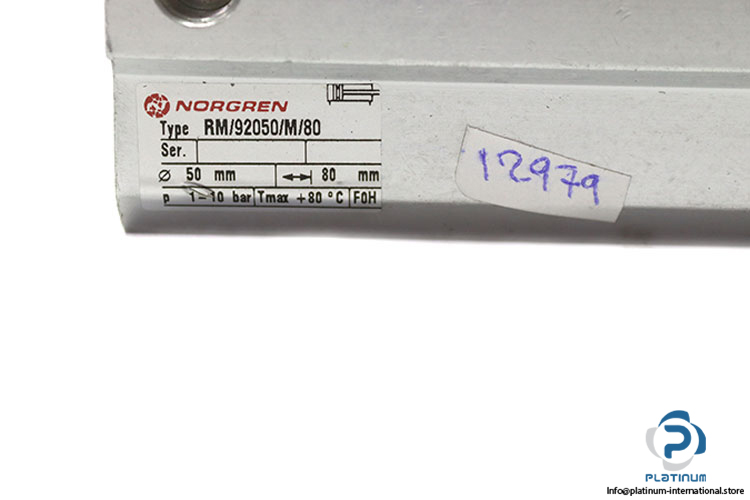 NORGREN
Type RM/92050/M/80
Ser.
⌀ 50 mm ↔ 80 mm
p 1-10 bar Tmax +80°C FOH
12979
PLATINUM
Info@platinum-international.store